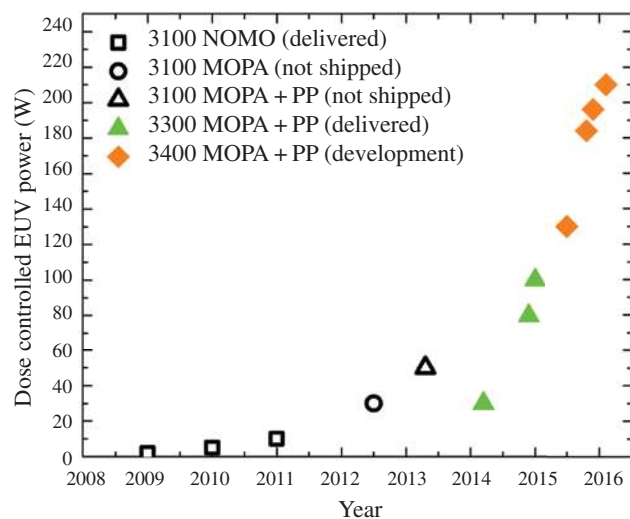 240
220
200
180
160
140
120
100
80
60
40
20
0
Dose controlled EUV power (W)
3100 NOMO (delivered)
3100 MOPA (not shipped)
3100 MOPA + PP (not shipped)
3300 MOPA + PP (delivered)
3400 MOPA + PP (development)
2008 2009 2010 2011 2012 2013 2014 2015 2016
Year